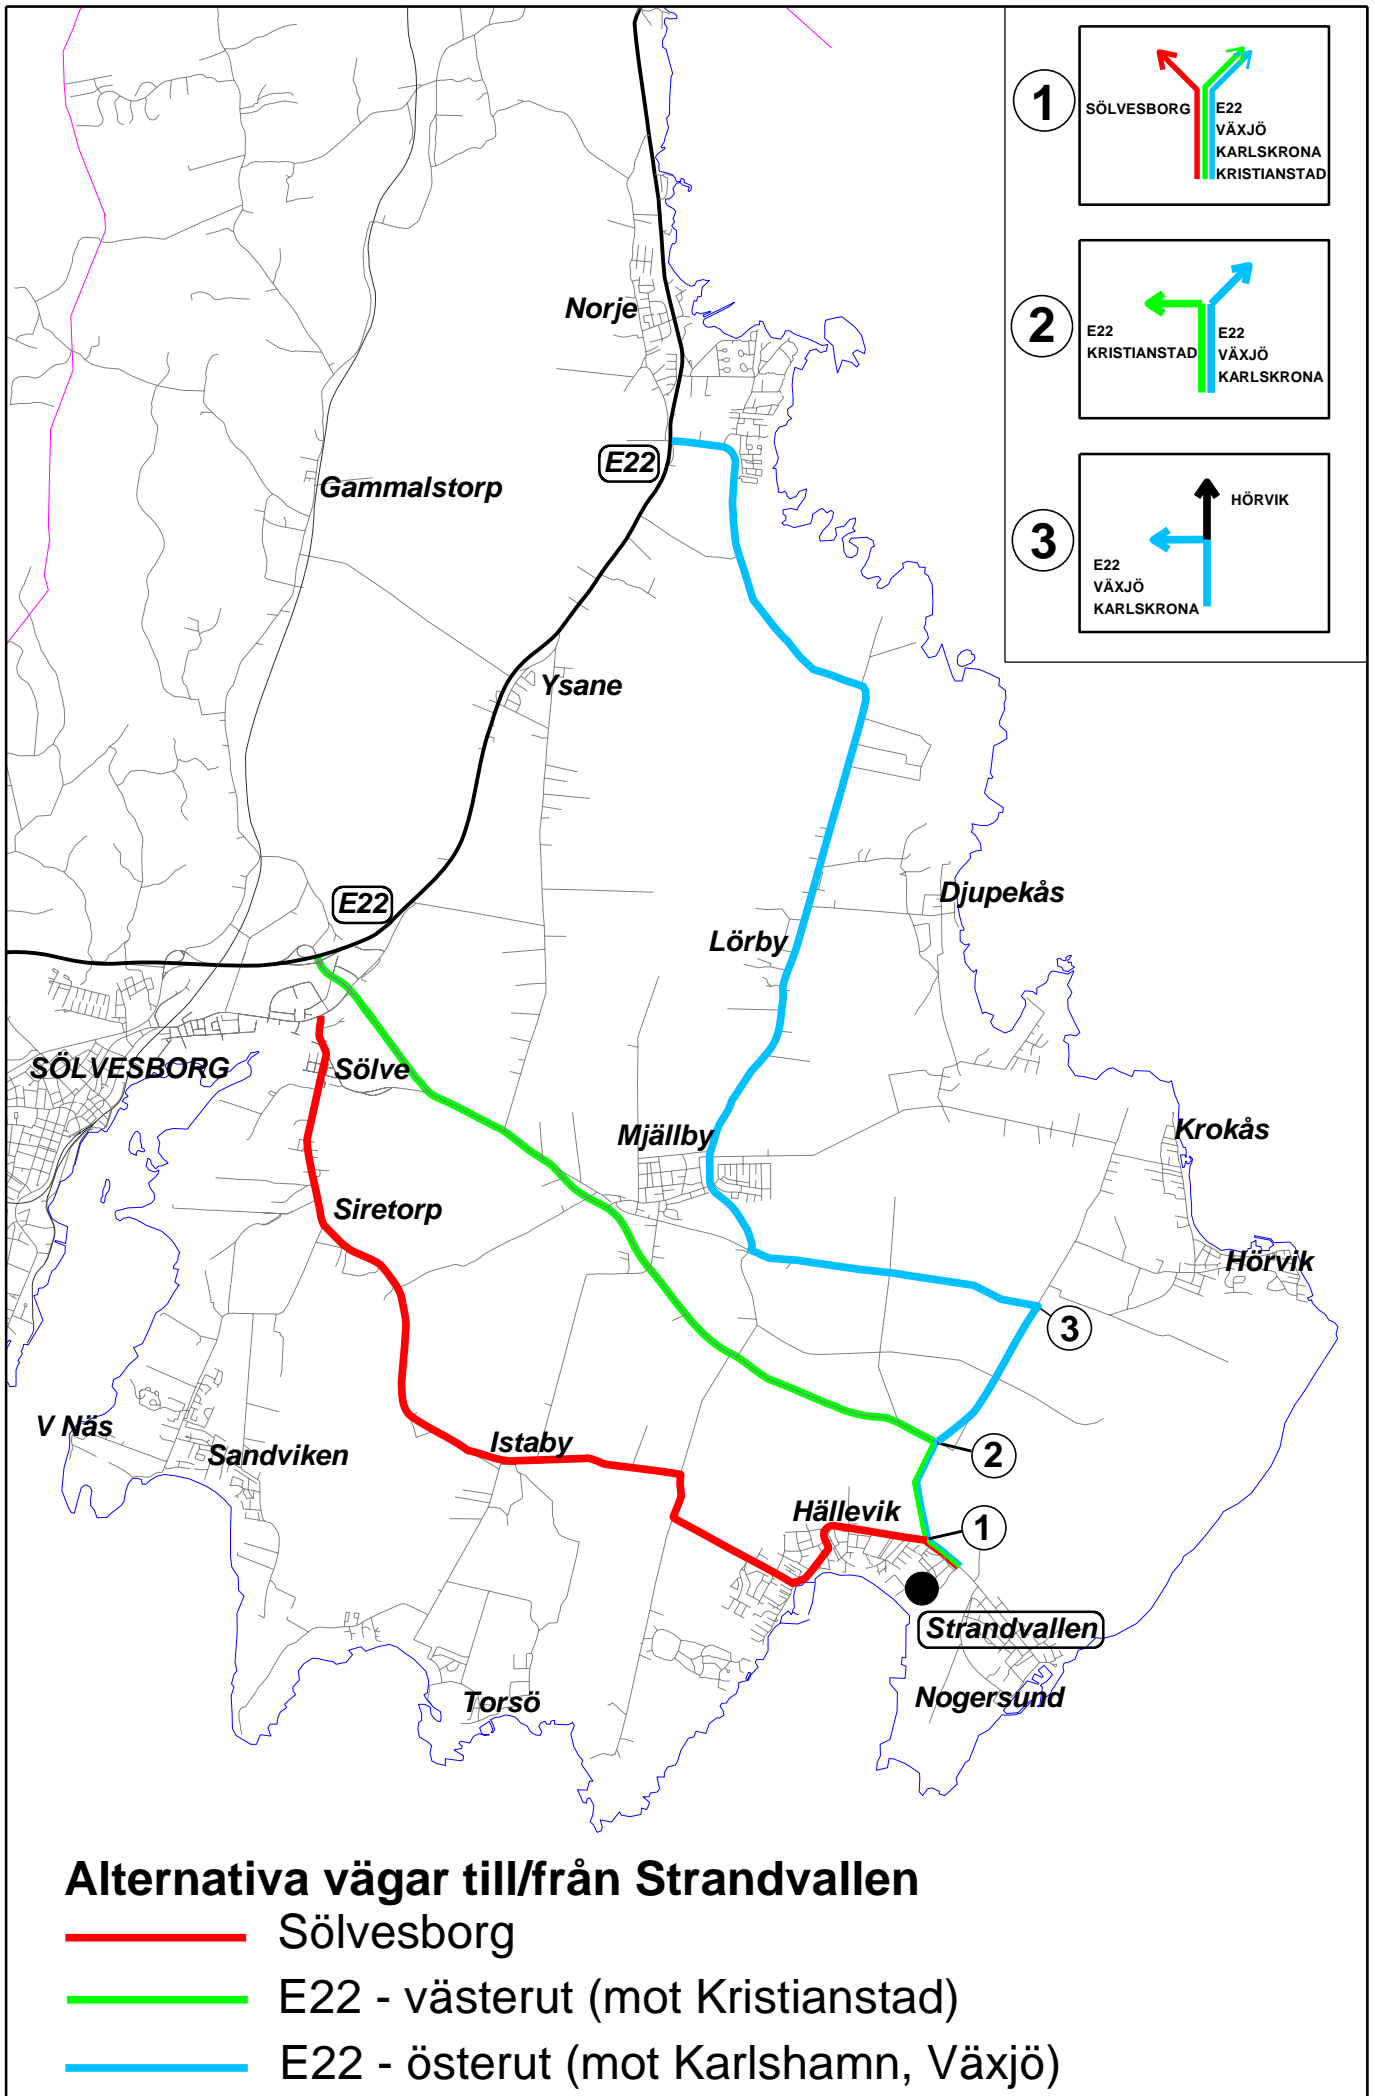 1
SÖLVESBORG
E22
VÄXJÖ
KARLSKRONA
KRISTIANSTAD
2
E22
KRISTIANSTAD
E22
VÄXJÖ
KARLSKRONA
3
HÖRVIK
E22
VÄXJÖ
KARLSKRONA
Norje
E22
Gammalstorp
Ysane
E22
Djupekås
Lörby
SÖLVESBORG
Sölve
Mjällby
Krokås
Siretorp
Hörvik
3
V Näs
Sandviken
Istaby
2
Hällevik
1
Strandvallen
Torsö
Nogersund
Alternativa vägar till/från Strandvallen
Sölvesborg
E22 - västerut (mot Kristianstad)
E22 - österut (mot Karlshamn, Växjö)